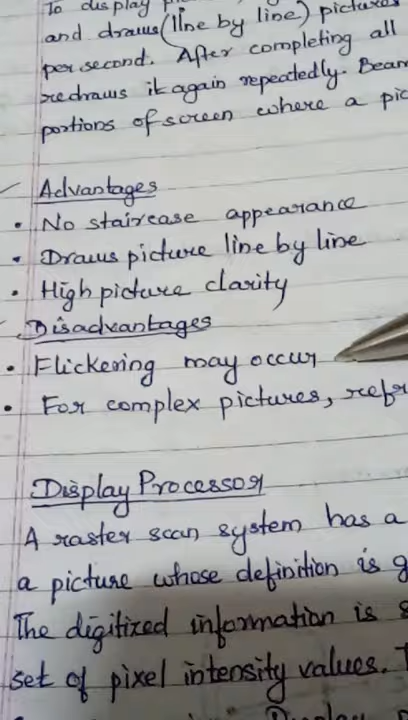 To display
and draws (line by line) pictures
per second. After completing all
redraws it again repeatedly. Beam
portions of screen where a pic
Advantages
• No staircase appearance
• Draws picture line by line
• High picture clarity
Disadvantages
• Flickering may occur
• For complex pictures, refr
Display Processor
A raster scan system has a
a picture whose definition is g
The digitized information is s
set of pixel intensity values. T